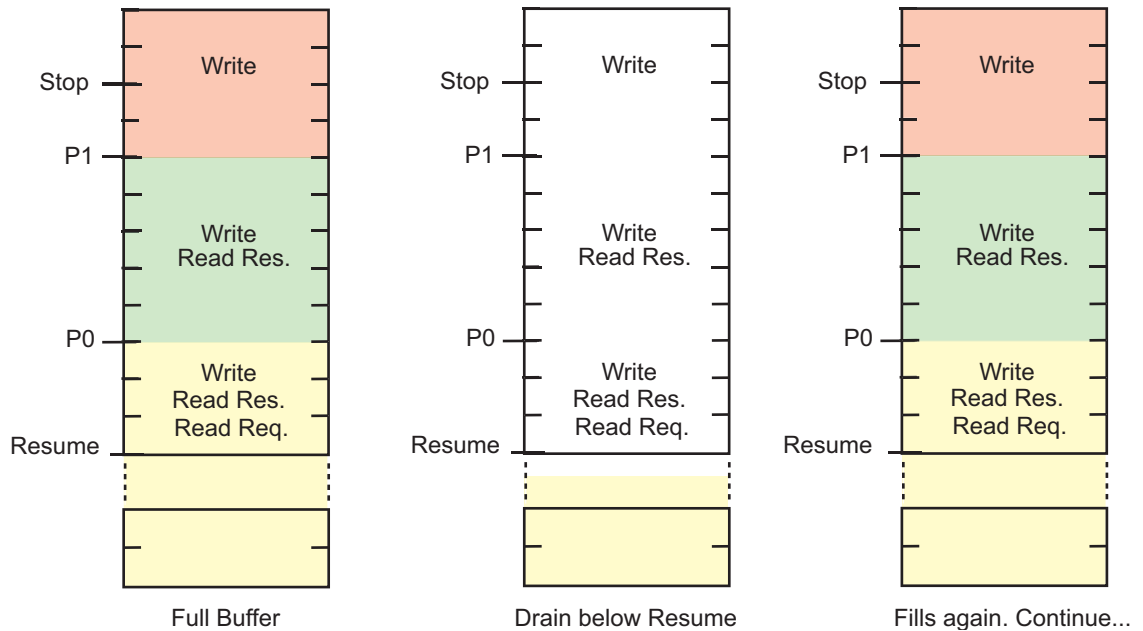 Write
Stop
P1
Write
Read Res.
P0
Write
Read Res.
Read Req.
Resume
Full Buffer
Write
Stop
P1
Write
Read Res.
P0
Write
Read Res.
Read Req.
Resume
Drain below Resume
Write
Stop
P1
Write
Read Res.
P0
Write
Read Res.
Read Req.
Resume
Fills again. Continue...